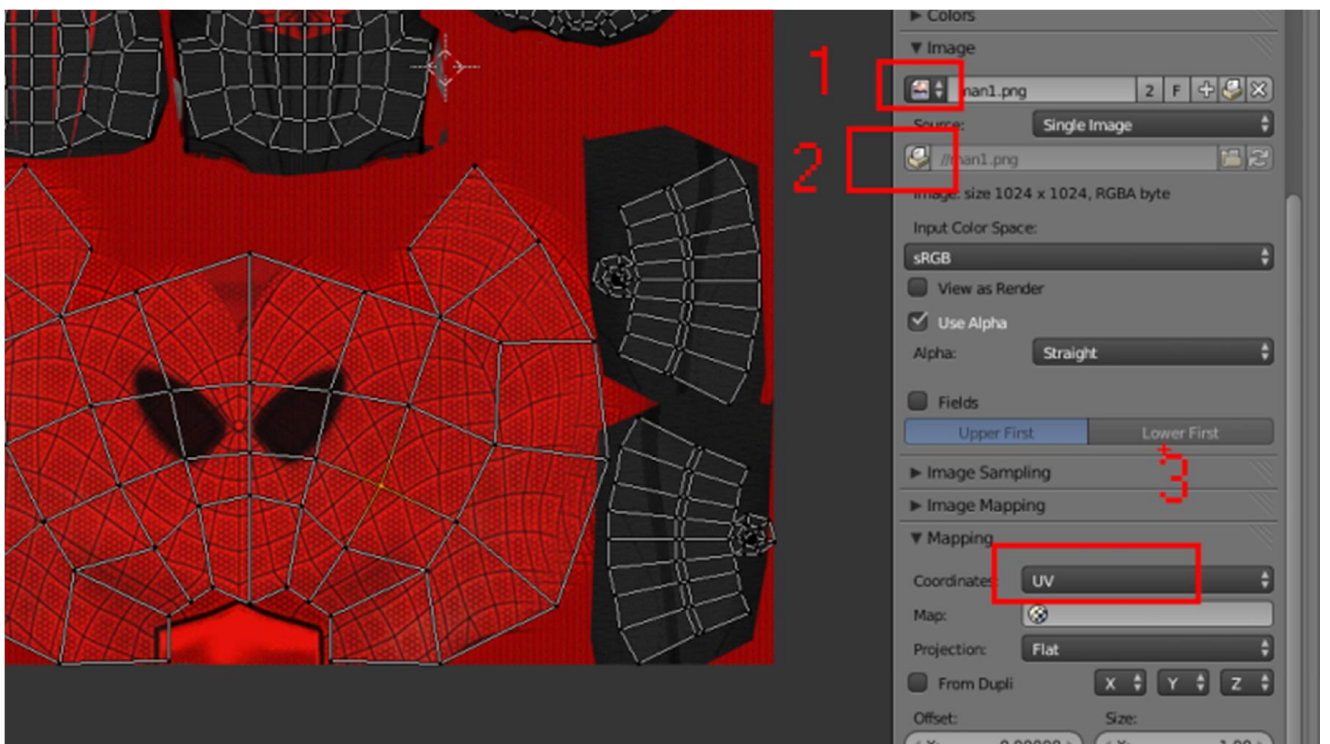 Colors
1
Image
man1.png
2
F
Source:
Single Image
2
//man1.png
Image: size 1024 x 1024, RGBA byte
Input Color Space:
sRGB
View as Render
Use Alpha
Alpha:
Straight
Fields
Upper First
Lower First
3
Image Sampling
Image Mapping
Mapping
Coordinates:
UV
Map:
Projection:
Flat
From Dupli
X
Y
Z
Offset:
Size: